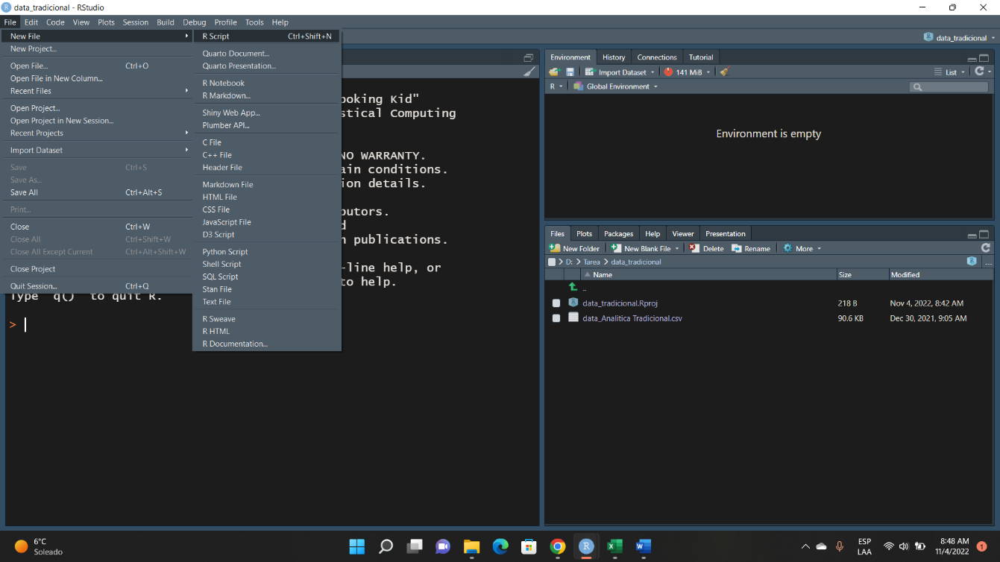 data_tradicional - RStudio
File Edit Code View Plots Session Build Debug Profile Tools Help
data_tradicional
New File
New Project...
Open File... Ctrl+O
Open File in New Column...
Recent Files
Open Project...
Open Project in New Session...
Recent Projects
Import Dataset
Save Ctrl+S
Save As...
Save All Ctrl+Alt+S
Print...
Close Ctrl+W
Close All Ctrl+Shift+W
Close All Except Current Ctrl+Alt+Shift+W
Close Project
Quit Session... Ctrl+Q
R Script Ctrl+Shift+N
Quarto Document...
Quarto Presentation...
R Notebook
R Markdown...
Shiny Web App...
Plumber API...
C File
C++ File
Header File
Markdown File
HTML File
CSS File
JavaScript File
D3 Script
Python Script
Shell Script
SQL Script
Stan File
Text File
R Sweave
R HTML
R Documentation...
ooking Kid"
stical Computing
NO WARRANTY.
ain conditions.
ion details.
outors.
d
n publications.
-line help, or
to help.
Type q() to quit R.
>
Environment History Connections Tutorial
Import Dataset 141 MiB List
R Global Environment
Environment is empty
Files Plots Packages Help Viewer Presentation
New Folder New Blank File Delete Rename More
D: Tarea data_tradicional ...
Name Size Modified
..
data_tradicional.Rproj 218 B Nov 4, 2022, 8:42 AM
data_Analitica Tradicional.csv 90.6 KB Dec 30, 2021, 9:05 AM
6°C
Soleado
ESP
LAA
8:48 AM
11/4/2022
1